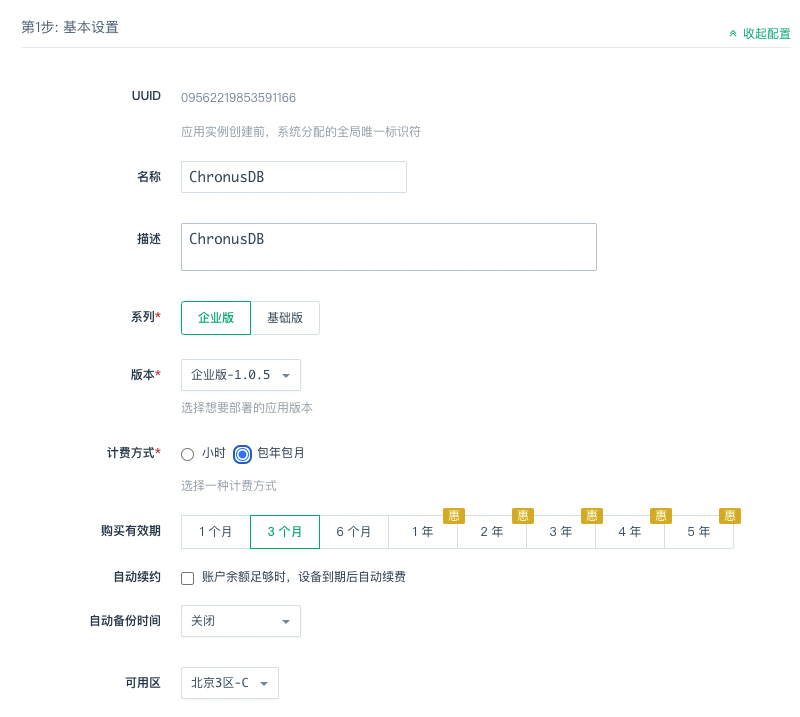 第1步: 基本设置
收起配置
UUID 09562219853591166
应用实例创建前，系统分配的全局唯一标识符
名称 ChronusDB
描述 ChronusDB
系列* 企业版 基础版
版本* 企业版-1.0.5
选择想要部署的应用版本
计费方式* 小时 包年包月
选择一种计费方式
惠 惠 惠 惠 惠
购买有效期 1 个月 3 个月 6 个月 1 年 2 年 3 年 4 年 5 年
自动续约 账户余额足够时，设备到期后自动续费
自动备份时间 关闭
可用区 北京3区-C